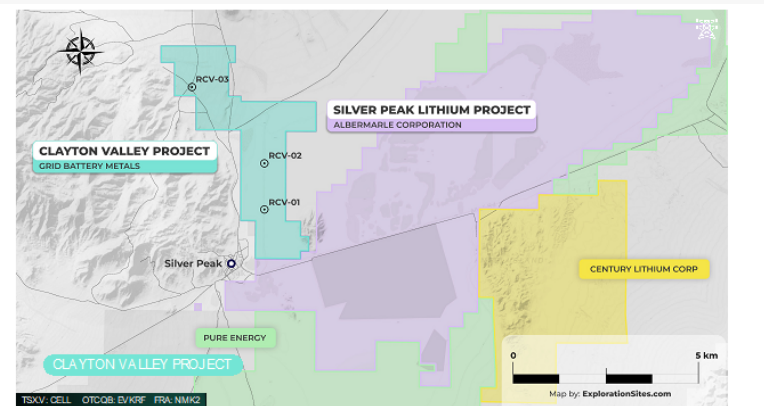 RCV-03
SILVER PEAK LITHIUM PROJECT
ALBERMARLE CORPORATION
CLAYTON VALLEY PROJECT
GRID BATTERY METALS
RCV-02
RCV-01
Silver Peak
CENTURY LITHIUM CORP
PURE ENERGY
0 5 km
CLAYTON VALLEY PROJECT
Map by: ExplorationSites.com
TSX.V: CELL OTCQB: EVKRF FRA: NMK2